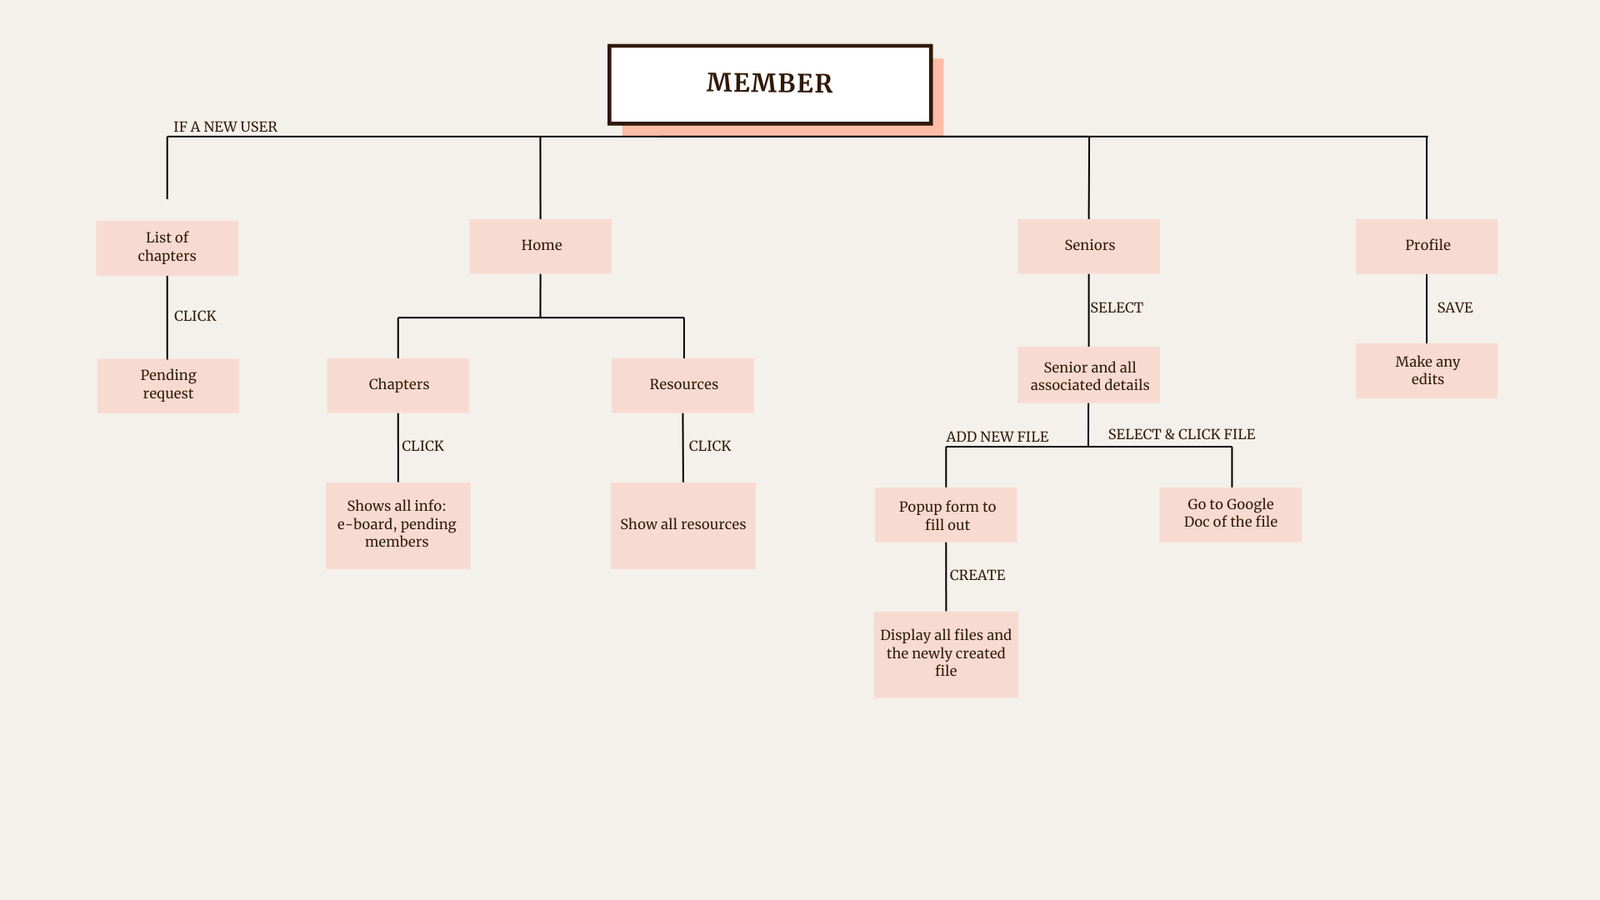 MEMBER
IF A NEW USER
List of
chapters
Home
Seniors
Profile
CLICK
SELECT
SAVE
Pending
request
Chapters
Resources
Senior and all
associated details
Make any
edits
CLICK
CLICK
ADD NEW FILE
SELECT & CLICK FILE
Shows all info:
e-board, pending
members
Show all resources
Popup form to
fill out
Go to Google
Doc of the file
CREATE
Display all files and
the newly created
file